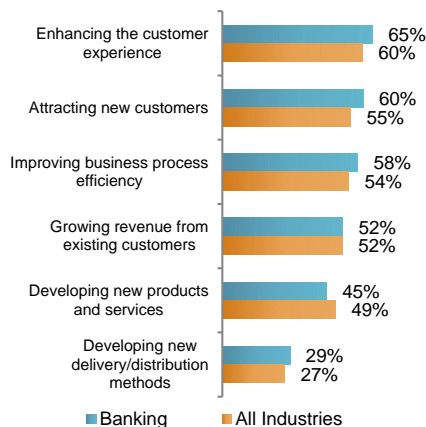 Enhancing the customer
experience
65%
60%
Attracting new customers
60%
55%
Improving business process
efficiency
58%
54%
Growing revenue from
existing customers
52%
52%
Developing new products
and services
45%
49%
Developing new
delivery/distribution
methods
29%
27%
Banking
All Industries